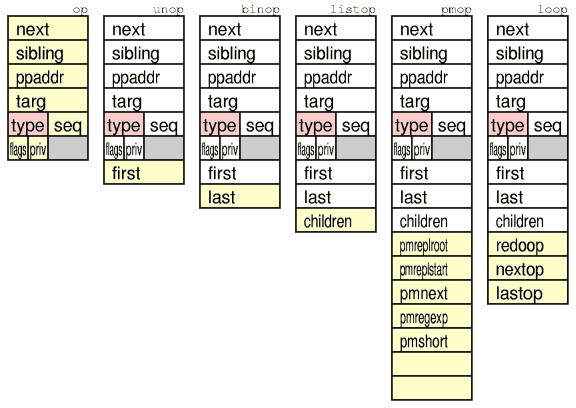 op unop binop listop pmop loop
next next next next next next
sibling sibling sibling sibling sibling sibling
ppaddr ppaddr ppaddr ppaddr ppaddr ppaddr
targ targ targ targ targ targ
type seq type seq type seq type seq type seq type seq
flags priv flags priv flags priv flags priv flags priv flags priv
first first first first first
last last last last
children children children
pmreplroot redoop
pmreplstart nextop
pmnext lastop
pmregexp
pmshort